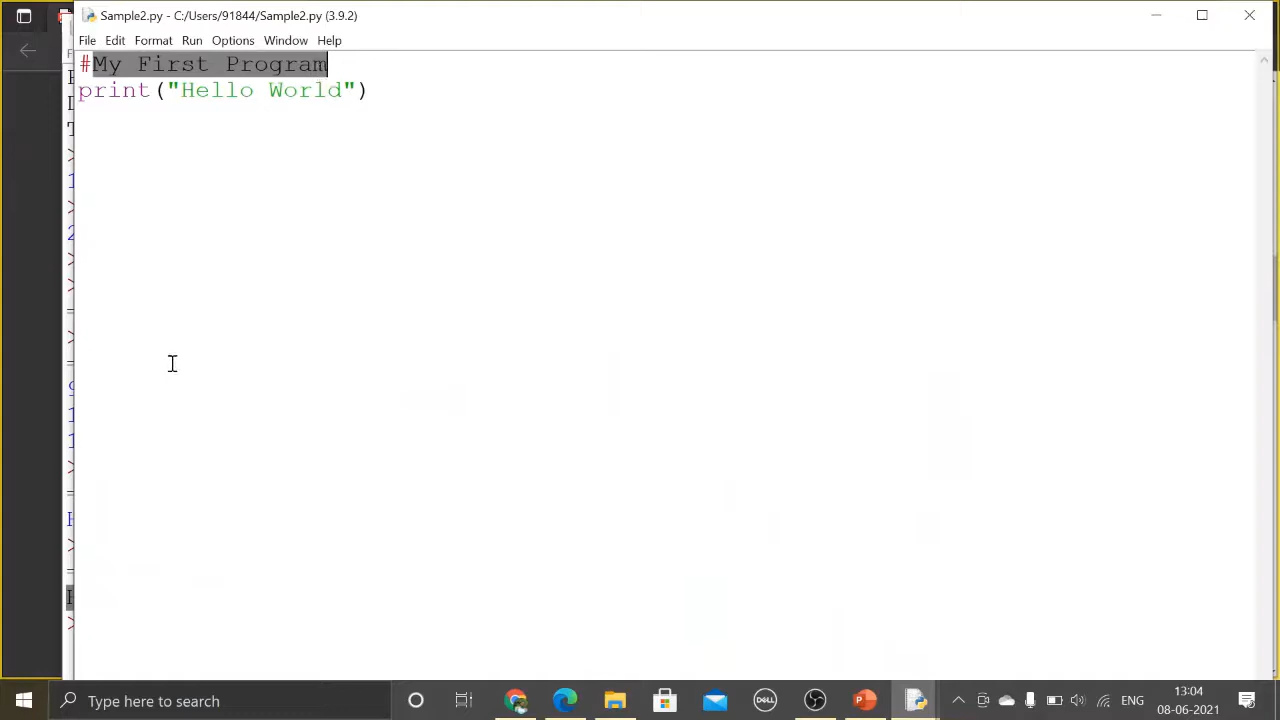 Sample2.py - C:/Users/91844/Sample2.py (3.9.2)
File Edit Format Run Options Window Help
#My First Program
print("Hello World")
Type here to search
DELL
ENG
13:04
08-06-2021